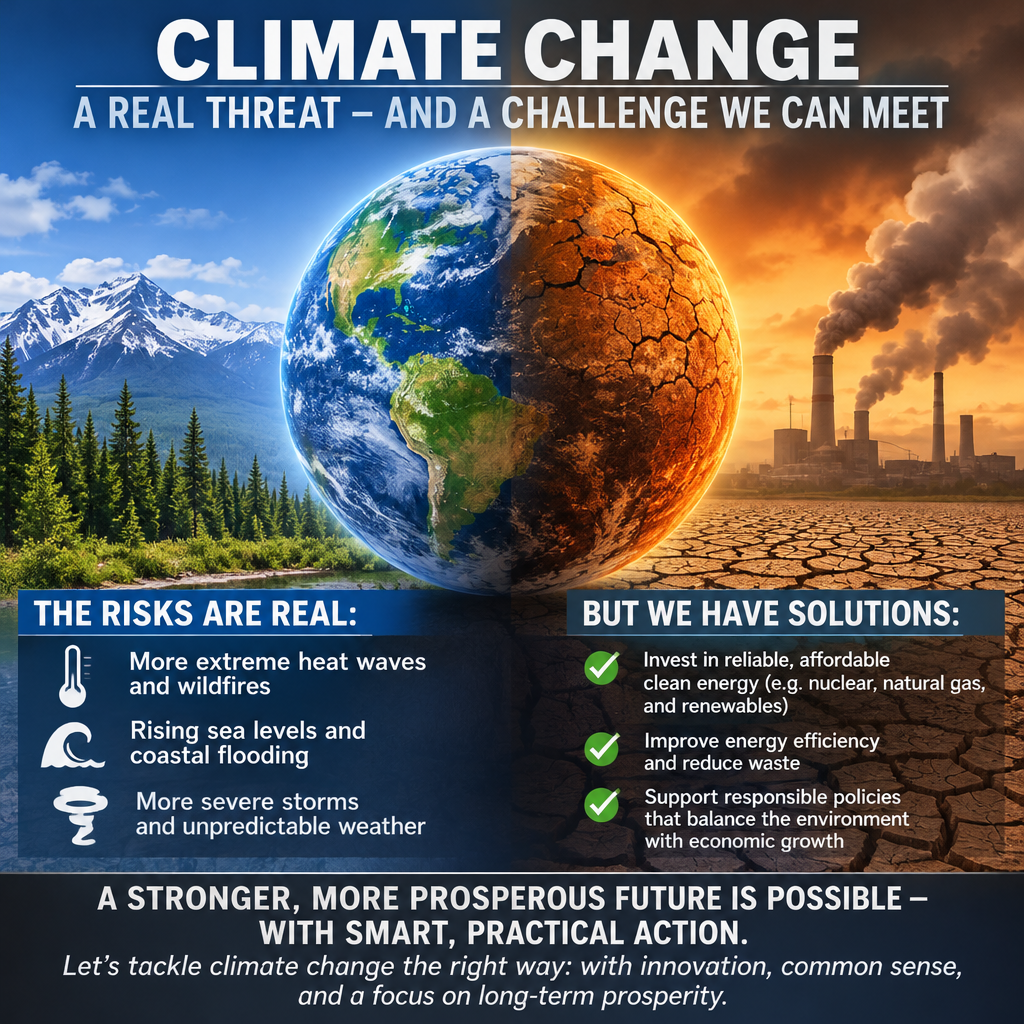 CLIMATE CHANGE
A REAL THREAT – AND A CHALLENGE WE CAN MEET
THE RISKS ARE REAL:
More extreme heat waves
and wildfires
Rising sea levels and
coastal flooding
More severe storms
and unpredictable weather
BUT WE HAVE SOLUTIONS:
Invest in reliable, affordable
clean energy (e.g. nuclear, natural gas,
and renewables)
Improve energy efficiency
and reduce waste
Support responsible policies
that balance the environment
with economic growth
A STRONGER, MORE PROSPEROUS FUTURE IS POSSIBLE –
WITH SMART, PRACTICAL ACTION.
Let's tackle climate change the right way: with innovation, common sense,
and a focus on long-term prosperity.